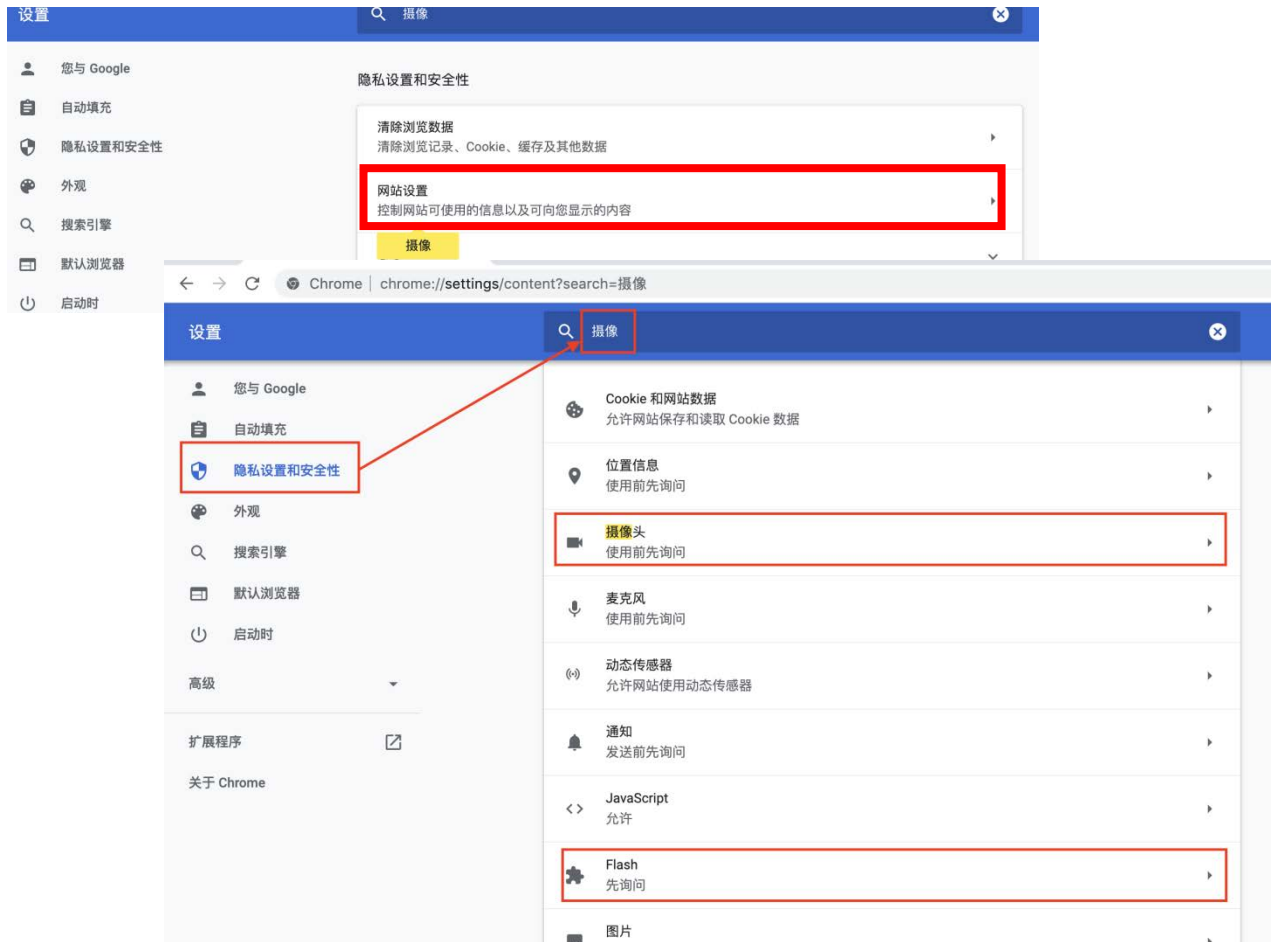 设置
摄像
您与 Google
自动填充
隐私设置和安全性
外观
搜索引擎
默认浏览器
启动时
隐私设置和安全性
清除浏览数据
清除浏览记录、Cookie、缓存及其他数据
网站设置
控制网站可使用的信息以及可向您显示的内容
摄像
Chrome | chrome://settings/content?search=摄像
设置
摄像
您与 Google
自动填充
隐私设置和安全性
外观
搜索引擎
默认浏览器
启动时
高级
扩展程序
关于 Chrome
Cookie 和网站数据
允许网站保存和读取 Cookie 数据
位置信息
使用前先询问
摄像头
使用前先询问
麦克风
使用前先询问
动态传感器
允许网站使用动态传感器
通知
发送前先询问
JavaScript
允许
Flash
先询问
图片